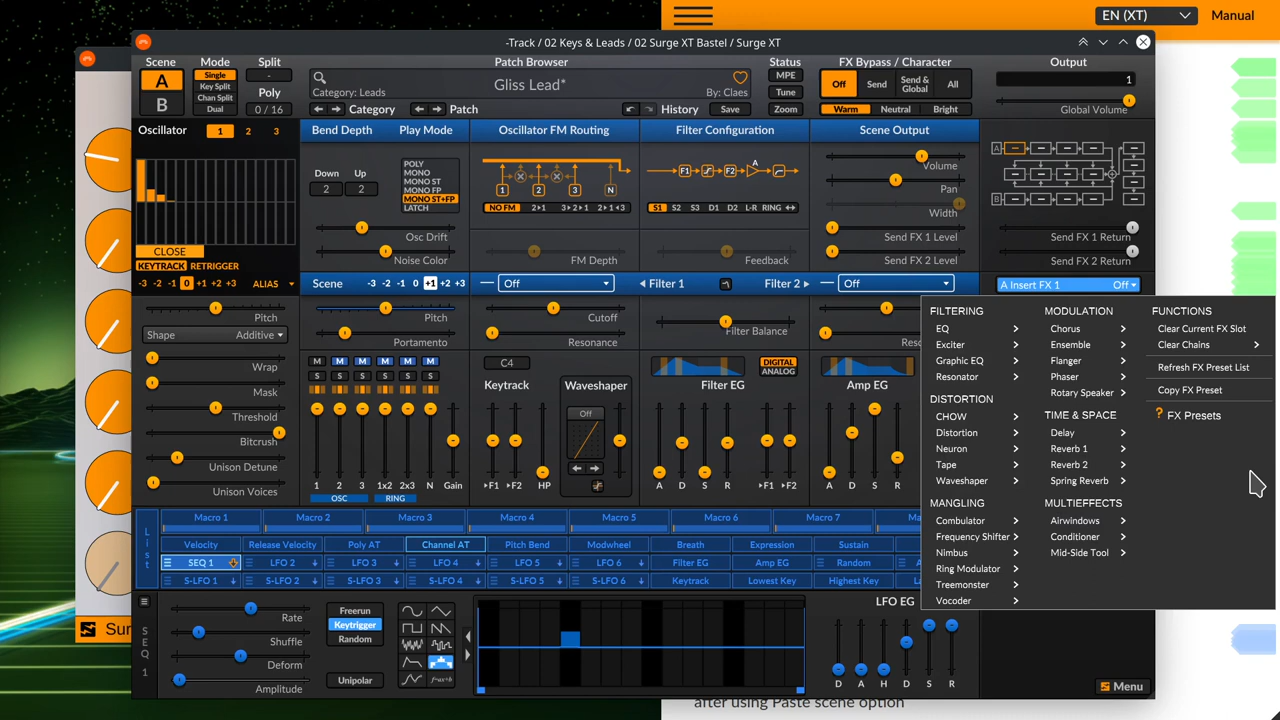 EN (XT)
Manual
-Track / 02 Keys & Leads / 02 Surge XT Bastel / Surge XT
Scene
Mode
Split
Patch Browser
Status
FX Bypass / Character
Output
A
B
Single
Key Split
Chan Split
Dual
-
Poly
0 / 16
Category: Leads
Gliss Lead*
By: Claes
Category
Patch
History
Save
MPE
Tune
Zoom
Off
Send
Send & Global
All
Warm
Neutral
Bright
1
Global Volume
Oscillator
1
2
3
Bend Depth
Play Mode
Oscillator FM Routing
Filter Configuration
Scene Output
Down
Up
2
2
POLY
MONO
MONO ST
MONO FP
MONO ST+FP
LATCH
1
2
3
N
NO FM
2▸1
3▸2▸1
2▸1◂3
F1
F2
A
S1
S2
S3
D1
D2
L-R
RING
Volume
Pan
Width
Send FX 1 Level
Send FX 2 Level
A
B
Send FX 1 Return
Send FX 2 Return
Osc Drift
Noise Color
FM Depth
Feedback
CLOSE
KEYTRACK
RETRIGGER
-3 -2 -1 0 +1 +2 +3
ALIAS
Scene
-3 -2 -1 0 +1 +2 +3
Off
Filter 1
Filter 2
Off
A Insert FX 1
Off
Pitch
Shape
Additive
Wrap
Mask
Threshold
Bitcrush
Unison Detune
Unison Voices
Pitch
Portamento
Cutoff
Resonance
Filter Balance
M M M M M M
S S S S S S
1 2 3 1x2 2x3 N Gain
OSC
RING
C4
Keytrack
▸F1 ▸F2 HP
Waveshaper
Off
Filter EG
DIGITAL
ANALOG
A D S R ▸F1 ▸F2
Amp EG
A D S R
FILTERING
EQ
Exciter
Graphic EQ
Resonator
DISTORTION
CHOW
Distortion
Neuron
Tape
Waveshaper
MANGLING
Combulator
Frequency Shifter
Nimbus
Ring Modulator
Treemonster
Vocoder
MODULATION
Chorus
Ensemble
Flanger
Phaser
Rotary Speaker
TIME & SPACE
Delay
Reverb 1
Reverb 2
Spring Reverb
MULTIEFFECTS
Airwindows
Conditioner
Mid-Side Tool
FUNCTIONS
Clear Current FX Slot
Clear Chains
Refresh FX Preset List
Copy FX Preset
? FX Presets
List
Macro 1
Macro 2
Macro 3
Macro 4
Macro 5
Macro 6
Macro 7
Velocity
Release Velocity
Poly AT
Channel AT
Pitch Bend
Modwheel
Breath
Expression
Sustain
SEQ 1
LFO 2
LFO 3
LFO 4
LFO 5
LFO 6
Filter EG
Amp EG
Random
S-LFO 1
S-LFO 2
S-LFO 3
S-LFO 4
S-LFO 5
S-LFO 6
Keytrack
Lowest Key
Highest Key
SEQ 1
Rate
Shuffle
Deform
Amplitude
Freerun
Keytrigger
Random
Unipolar
LFO EG
D A H D S R
Menu
Sur
after using Paste scene option